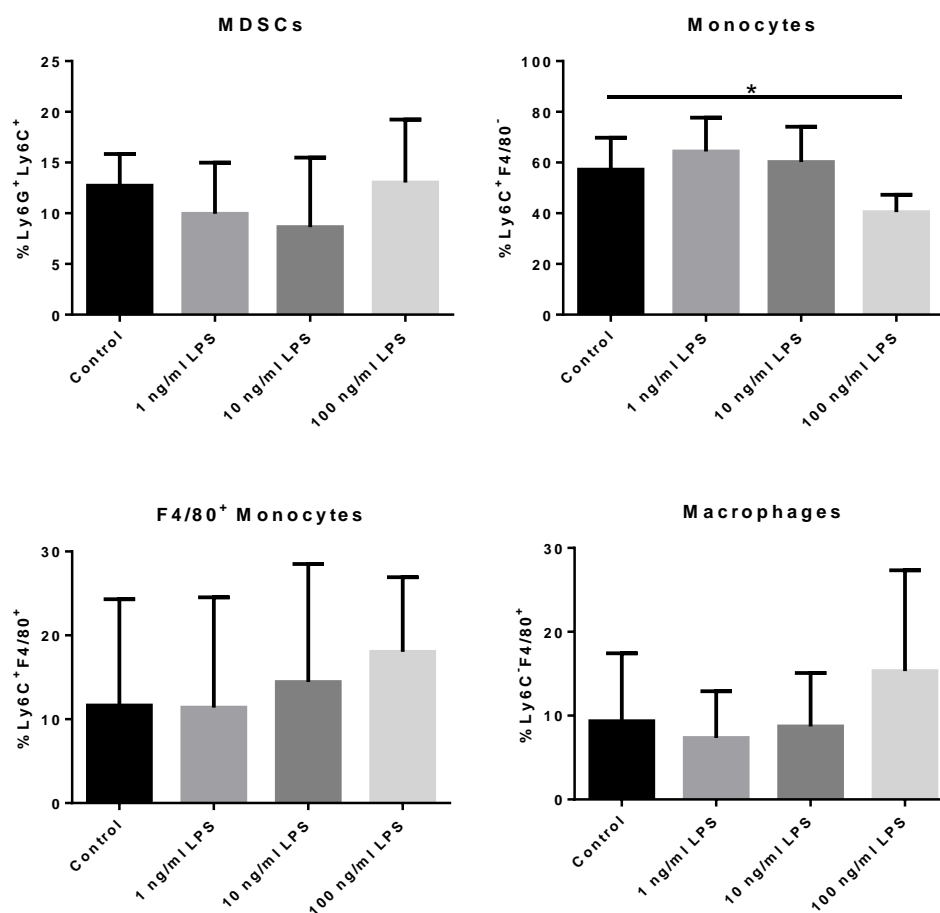 MDSCs
%Ly6G⁺Ly6C⁺
25
20
15
10
5
0
Control
1 ng/ml LPS
10 ng/ml LPS
100 ng/ml LPS
Monocytes
%Ly6C⁺F4/80⁻
100
80
60
40
20
0
*
Control
1 ng/ml LPS
10 ng/ml LPS
100 ng/ml LPS
F4/80⁺ Monocytes
%Ly6C⁺F4/80⁺
30
20
10
0
Control
1 ng/ml LPS
10 ng/ml LPS
100 ng/ml LPS
Macrophages
%Ly6C⁻F4/80⁺
30
20
10
0
Control
1 ng/ml LPS
10 ng/ml LPS
100 ng/ml LPS